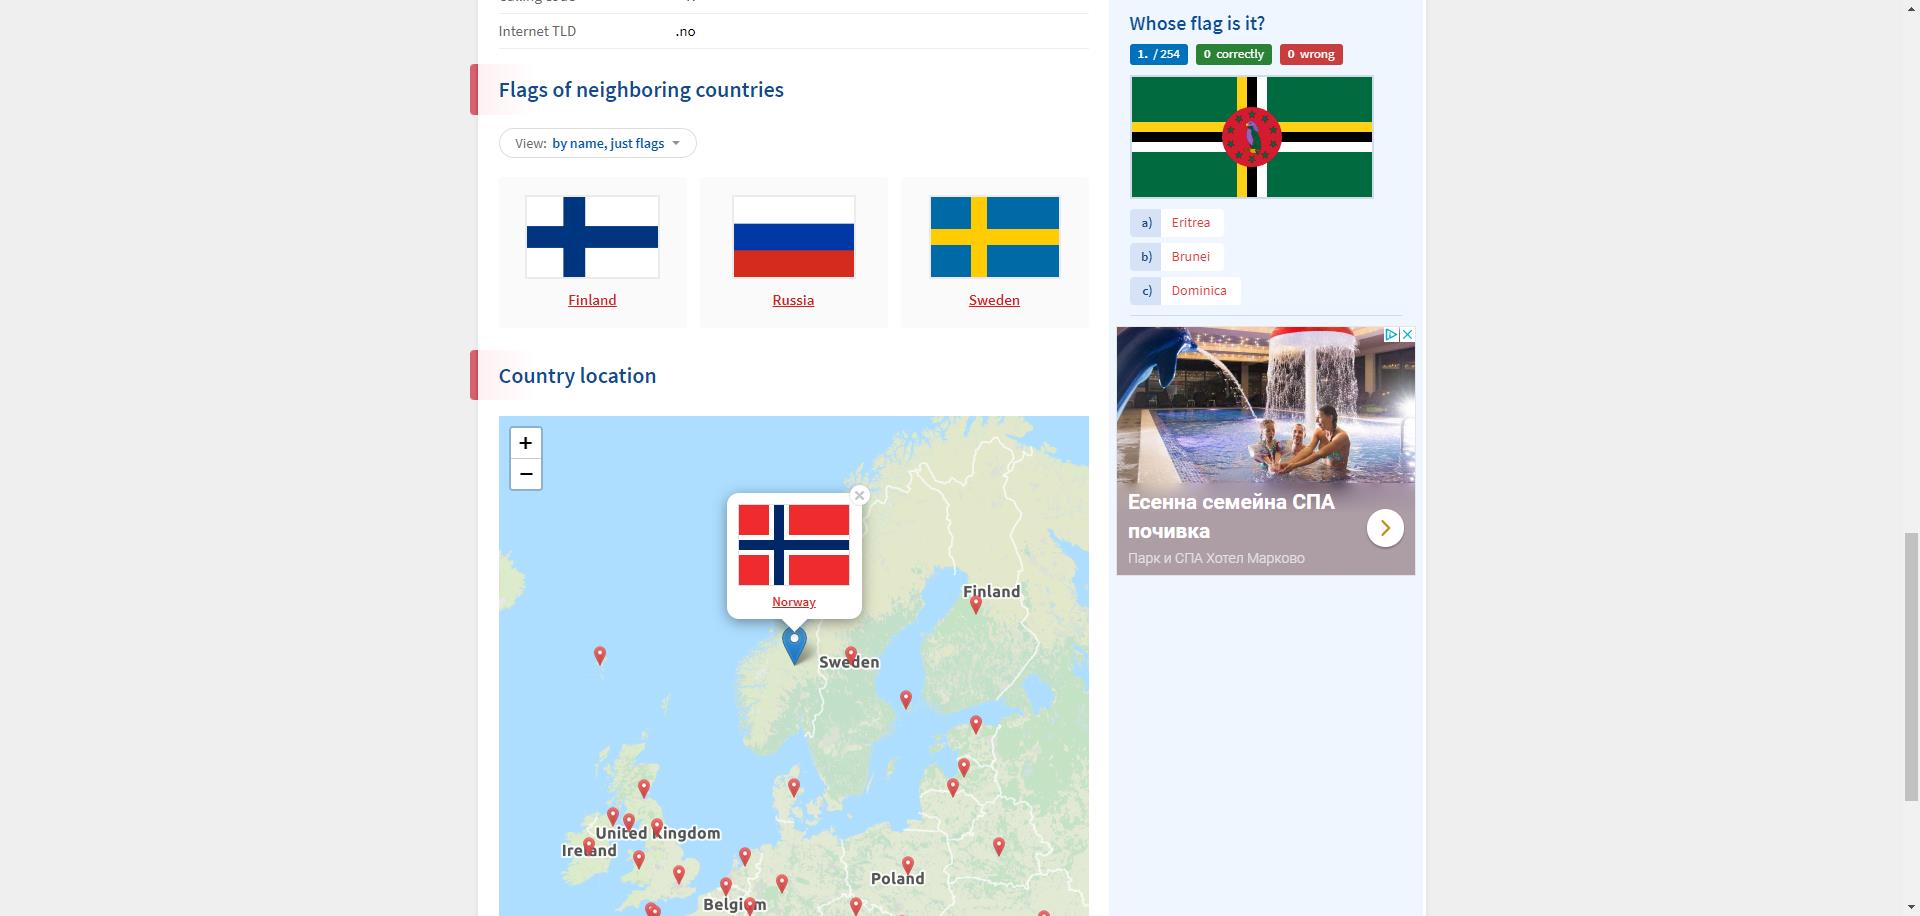 Internet TLD .no
Flags of neighboring countries
View: by name, just flags
Finland
Russia
Sweden
Country location
+
−
Norway
Finland
Sweden
United Kingdom
Ireland
Poland
Belgium
Whose flag is it?
1. / 254
0 correctly
0 wrong
a) Eritrea
b) Brunei
c) Dominica
Есенна семейна СПА
почивка
Парк и СПА Хотел Марково